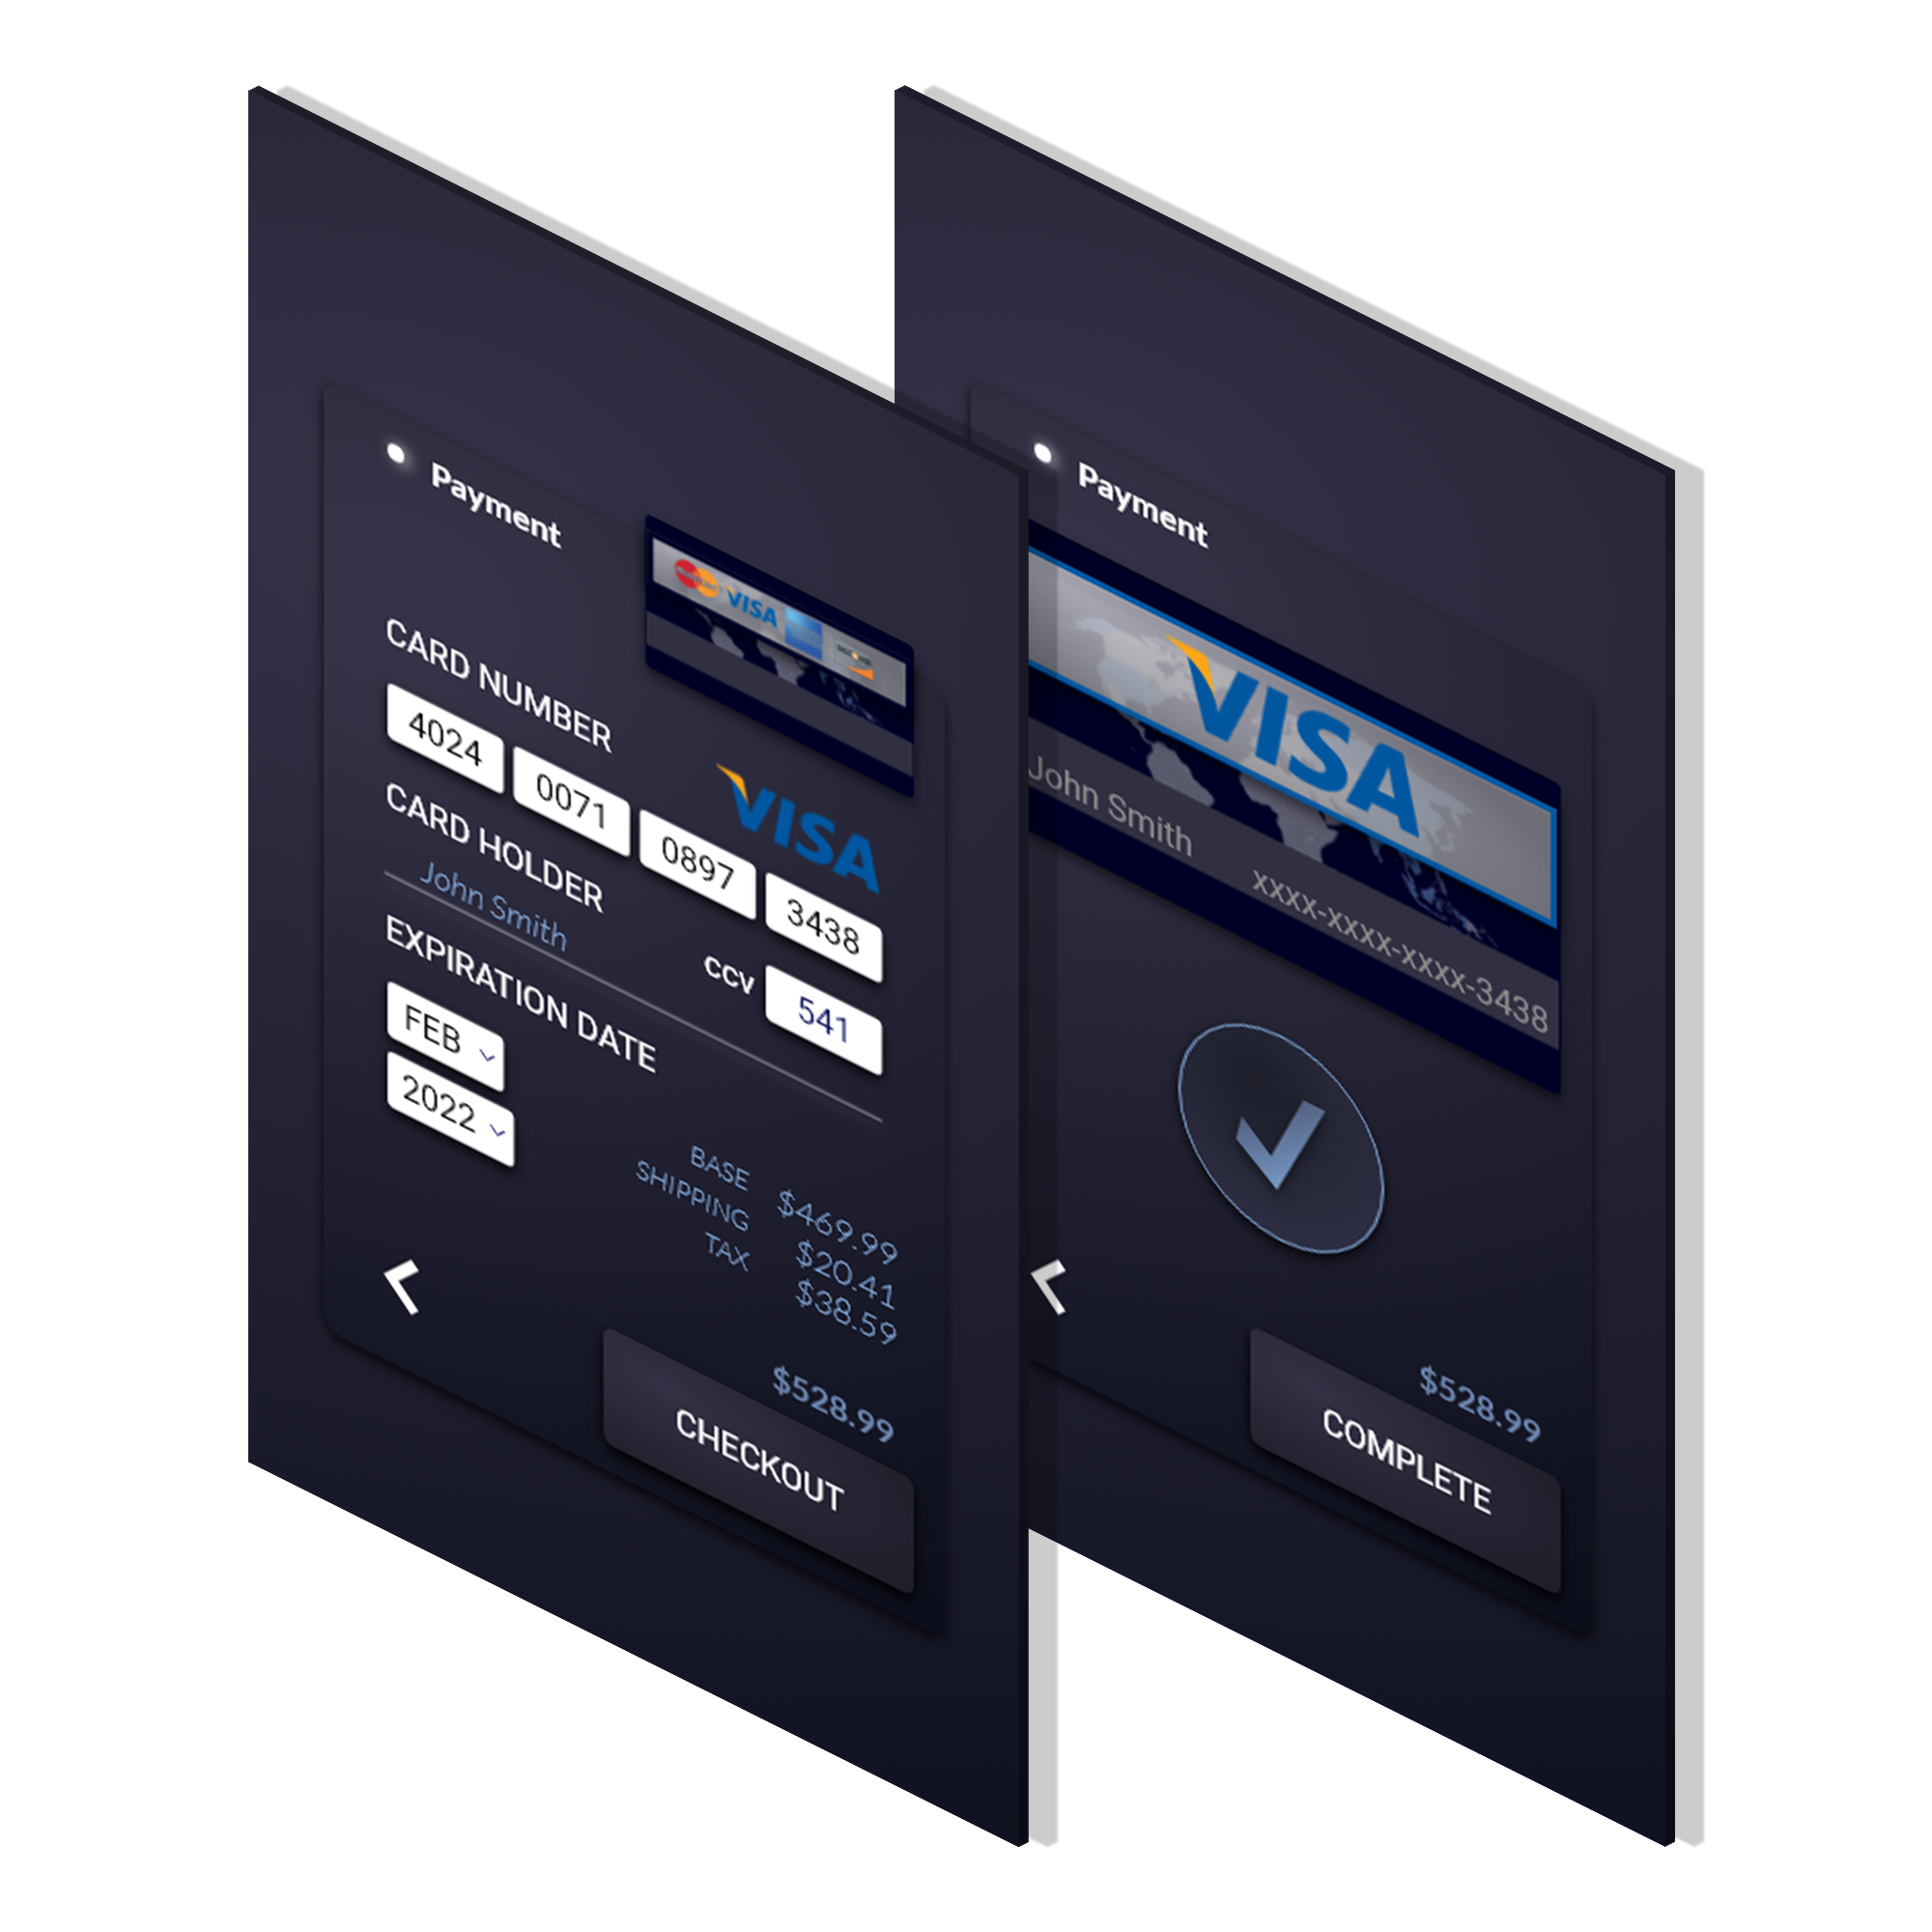 Payment
VISA
CARD NUMBER
4024 0071 0897 3438
VISA
CARD HOLDER
John Smith
CCV 541
EXPIRATION DATE
FEB
2022
BASE $469.99
SHIPPING $20.41
TAX $38.59
$528.99
CHECKOUT
Payment
VISA
John Smith
xxxx-xxxx-xxxx-3438
$528.99
COMPLETE